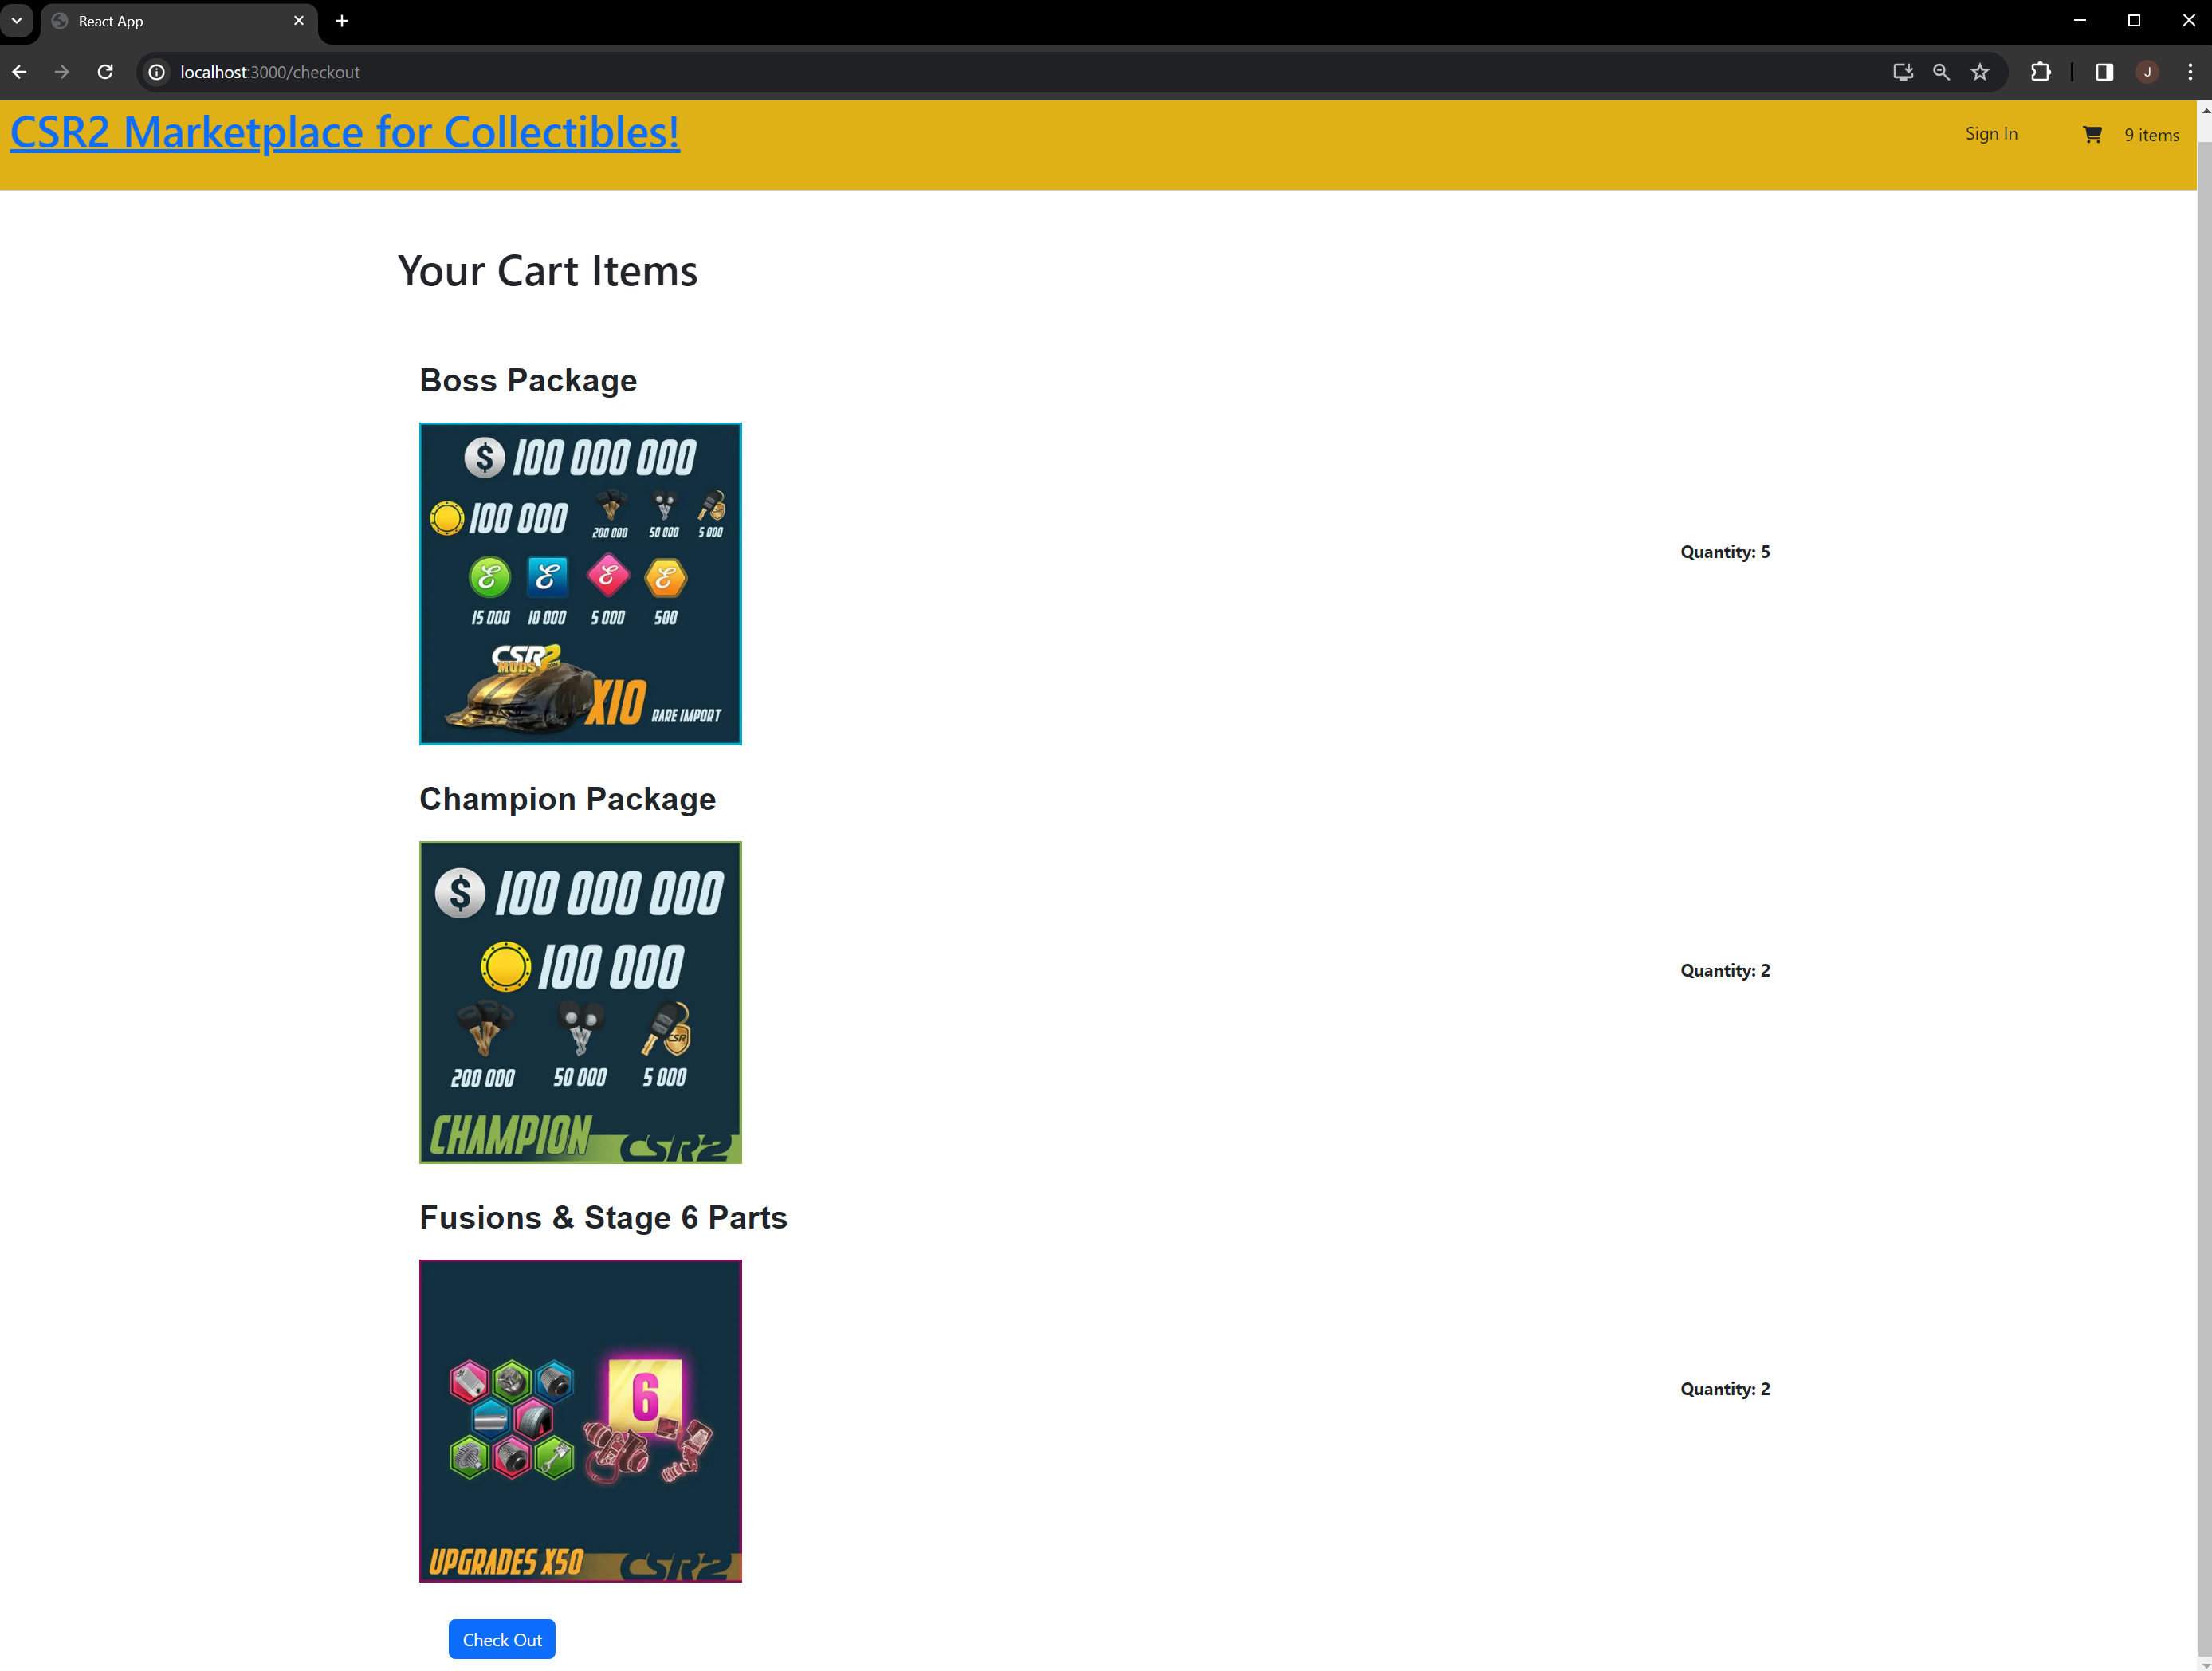 React App
localhost:3000/checkout
J
CSR2 Marketplace for Collectibles!
Sign In
9 items
Your Cart Items
Boss Package
$ 100 000 000
100 000
200 000 50 000 5 000
E E E E
15 000 10 000 5 000 500
CSR2
MODS.COM
X10 RARE IMPORT
Quantity: 5
Champion Package
$ 100 000 000
100 000
CSR
200 000 50 000 5 000
CHAMPION CSR2
Quantity: 2
Fusions & Stage 6 Parts
6
UPGRADES X50 CSR2
Quantity: 2
Check Out